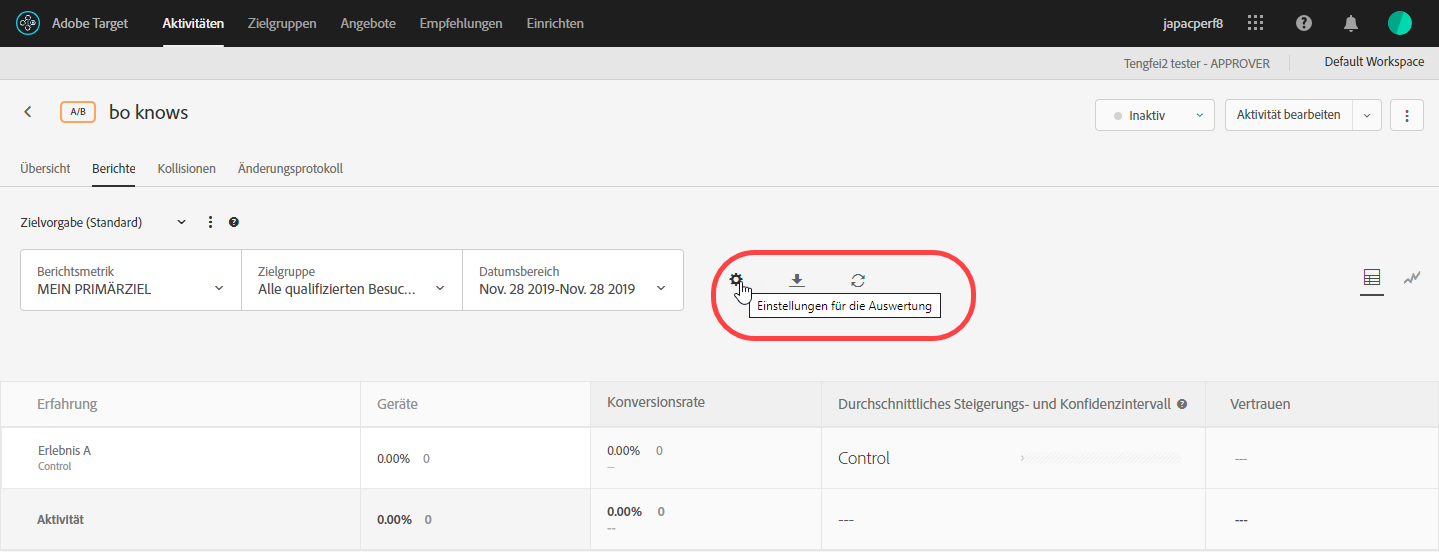 Adobe Target Aktivitäten Zielgruppen Angebote Empfehlungen Einrichten japacperf8
Tengfei2 tester - APPROVER Default Workspace
A/B bo knows Inaktiv Aktivität bearbeiten
Übersicht Berichte Kollisionen Änderungsprotokoll
Zielvorgabe (Standard)
Berichtsmetrik Zielgruppe Datumsbereich
MEIN PRIMÄRZIEL Alle qualifizierten Besuc... Nov. 28 2019-Nov. 28 2019
Einstellungen für die Auswertung
Erfahrung Geräte Konversionsrate Durchschnittliches Steigerungs- und Konfidenzintervall Vertrauen
Erlebnis A 0.00% 0 0.00% 0 Control ---
Control --
Aktivität 0.00% 0 0.00% 0 --- ---
--